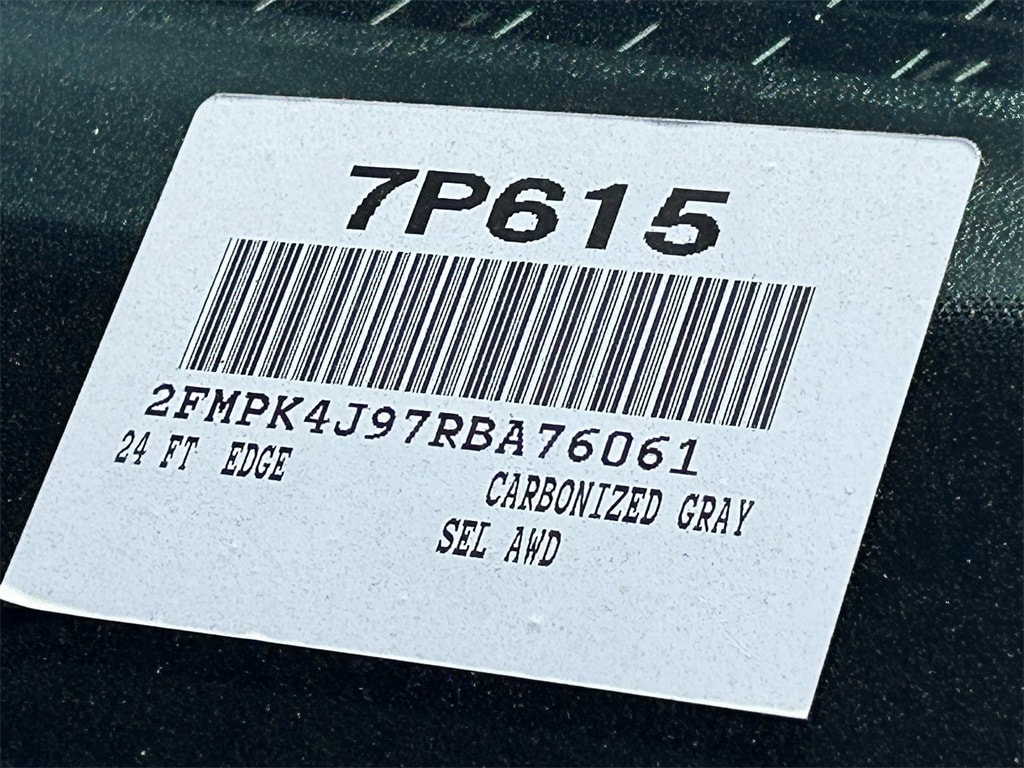 7P615
2FMPK4J97RBA76061
24 FT EDGE
CARBONIZED GRAY
SEL AWD